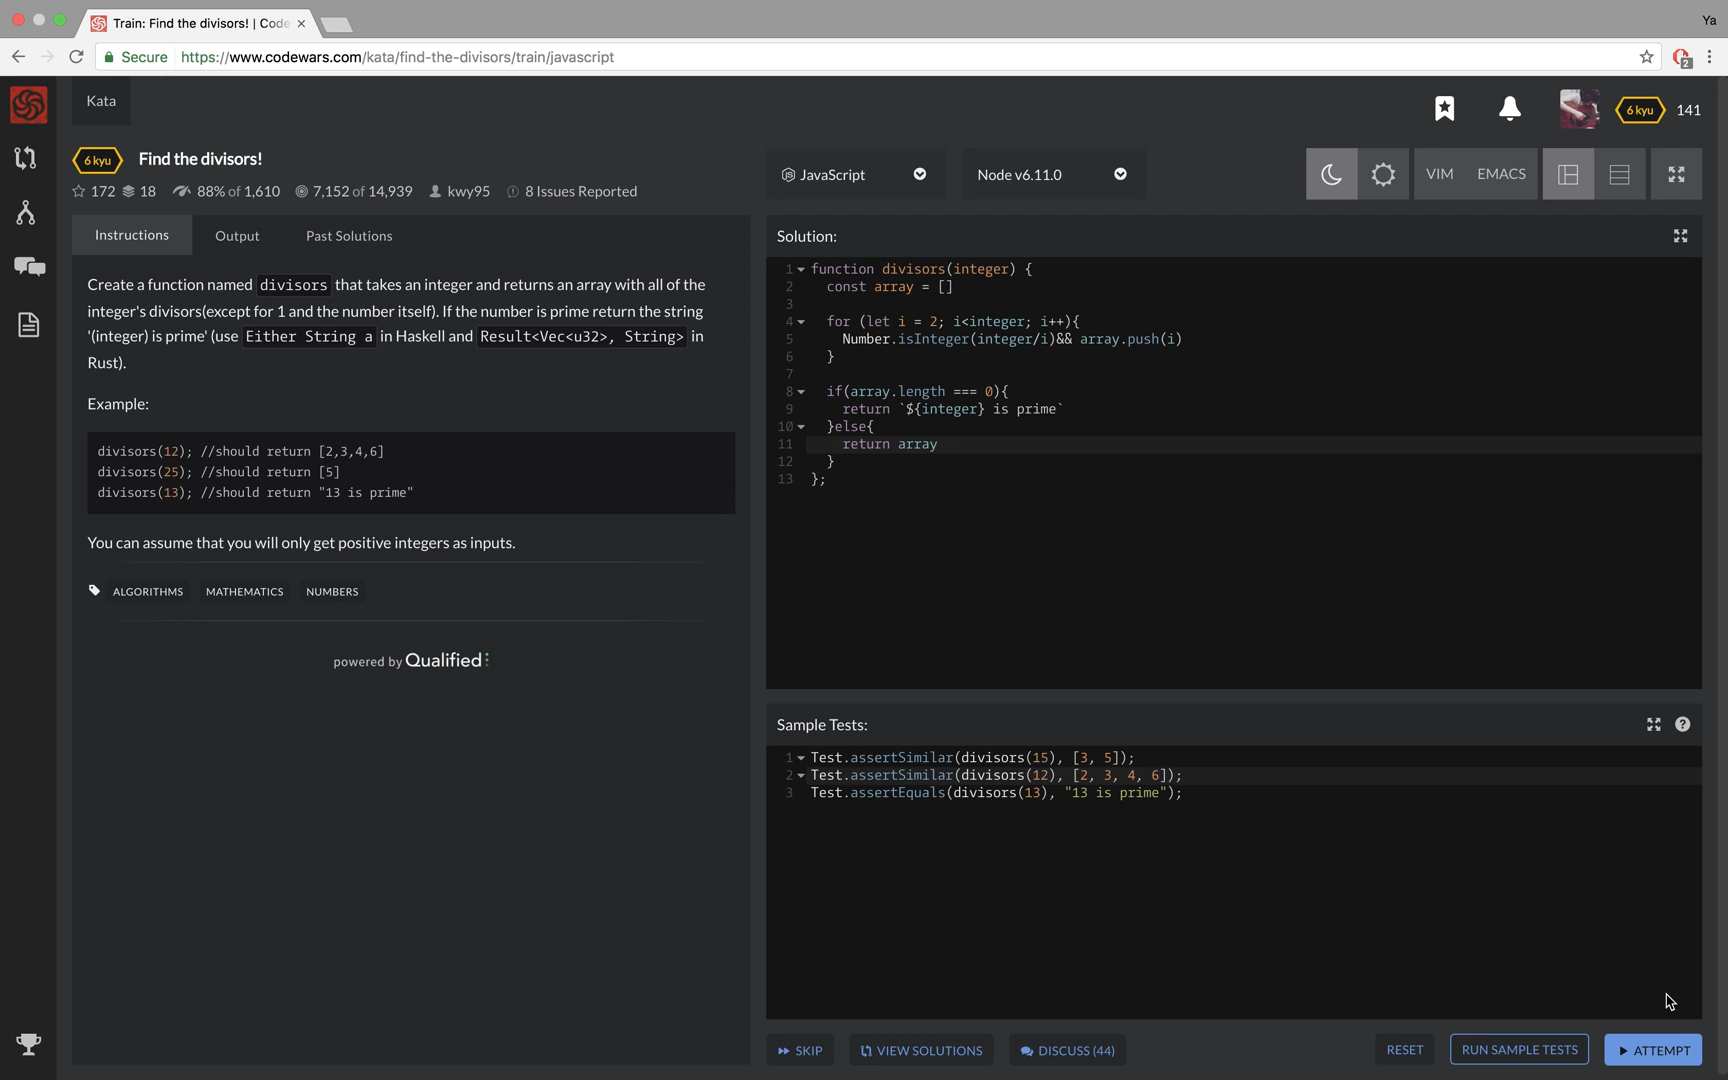 Train: Find the divisors! | Code
Ya
Secure https://www.codewars.com/kata/find-the-divisors/train/javascript
2
Kata
6 kyu 141
6 kyu Find the divisors!
172 18 88% of 1,610 7,152 of 14,939 kwy95 8 Issues Reported
JavaScript Node v6.11.0 VIM EMACS
Instructions Output Past Solutions
Create a function named divisors that takes an integer and returns an array with all of the
integer's divisors(except for 1 and the number itself). If the number is prime return the string
'(integer) is prime' (use Either String a in Haskell and Result<Vec<u32>, String> in
Rust).
Example:
divisors(12); //should return [2,3,4,6]
divisors(25); //should return [5]
divisors(13); //should return "13 is prime"
You can assume that you will only get positive integers as inputs.
ALGORITHMS MATHEMATICS NUMBERS
powered by Qualified
Solution:
1 function divisors(integer) {
2 const array = []
3
4 for (let i = 2; i<integer; i++){
5 Number.isInteger(integer/i)&& array.push(i)
6 }
7
8 if(array.length === 0){
9 return `${integer} is prime`
10 }else{
11 return array
12 }
13 };
Sample Tests:
1 Test.assertSimilar(divisors(15), [3, 5]);
2 Test.assertSimilar(divisors(12), [2, 3, 4, 6]);
3 Test.assertEquals(divisors(13), "13 is prime");
SKIP VIEW SOLUTIONS DISCUSS (44) RESET RUN SAMPLE TESTS ATTEMPT